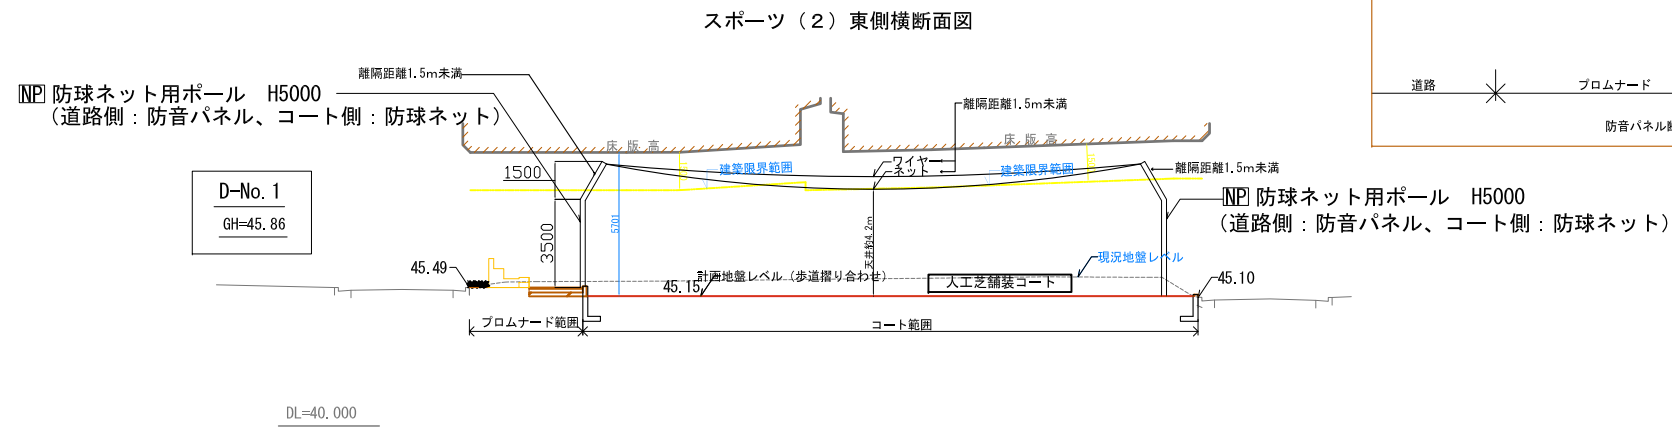 スポーツ（２）東側横断面図
離隔距離1.5m未満
NP 防球ネット用ポール　H5000
（道路側：防音パネル、コート側：防球ネット）
離隔距離1.5m未満
道路
プロムナード
防音パネル
床 版 高
床 版 高
1500
建築限界範囲
ワイヤー
ネット
建築限界範囲
離隔距離1.5m未満
D-No.1
GH=45.86
NP 防球ネット用ポール　H5000
（道路側：防音パネル、コート側：防球ネット）
3500
5701
天井約4.2m
45.49
計画地盤レベル（歩道摺り合わせ）
45.15
人工芝舗装コート
現況地盤レベル
45.10
プロムナード範囲
コート範囲
DL=40.000